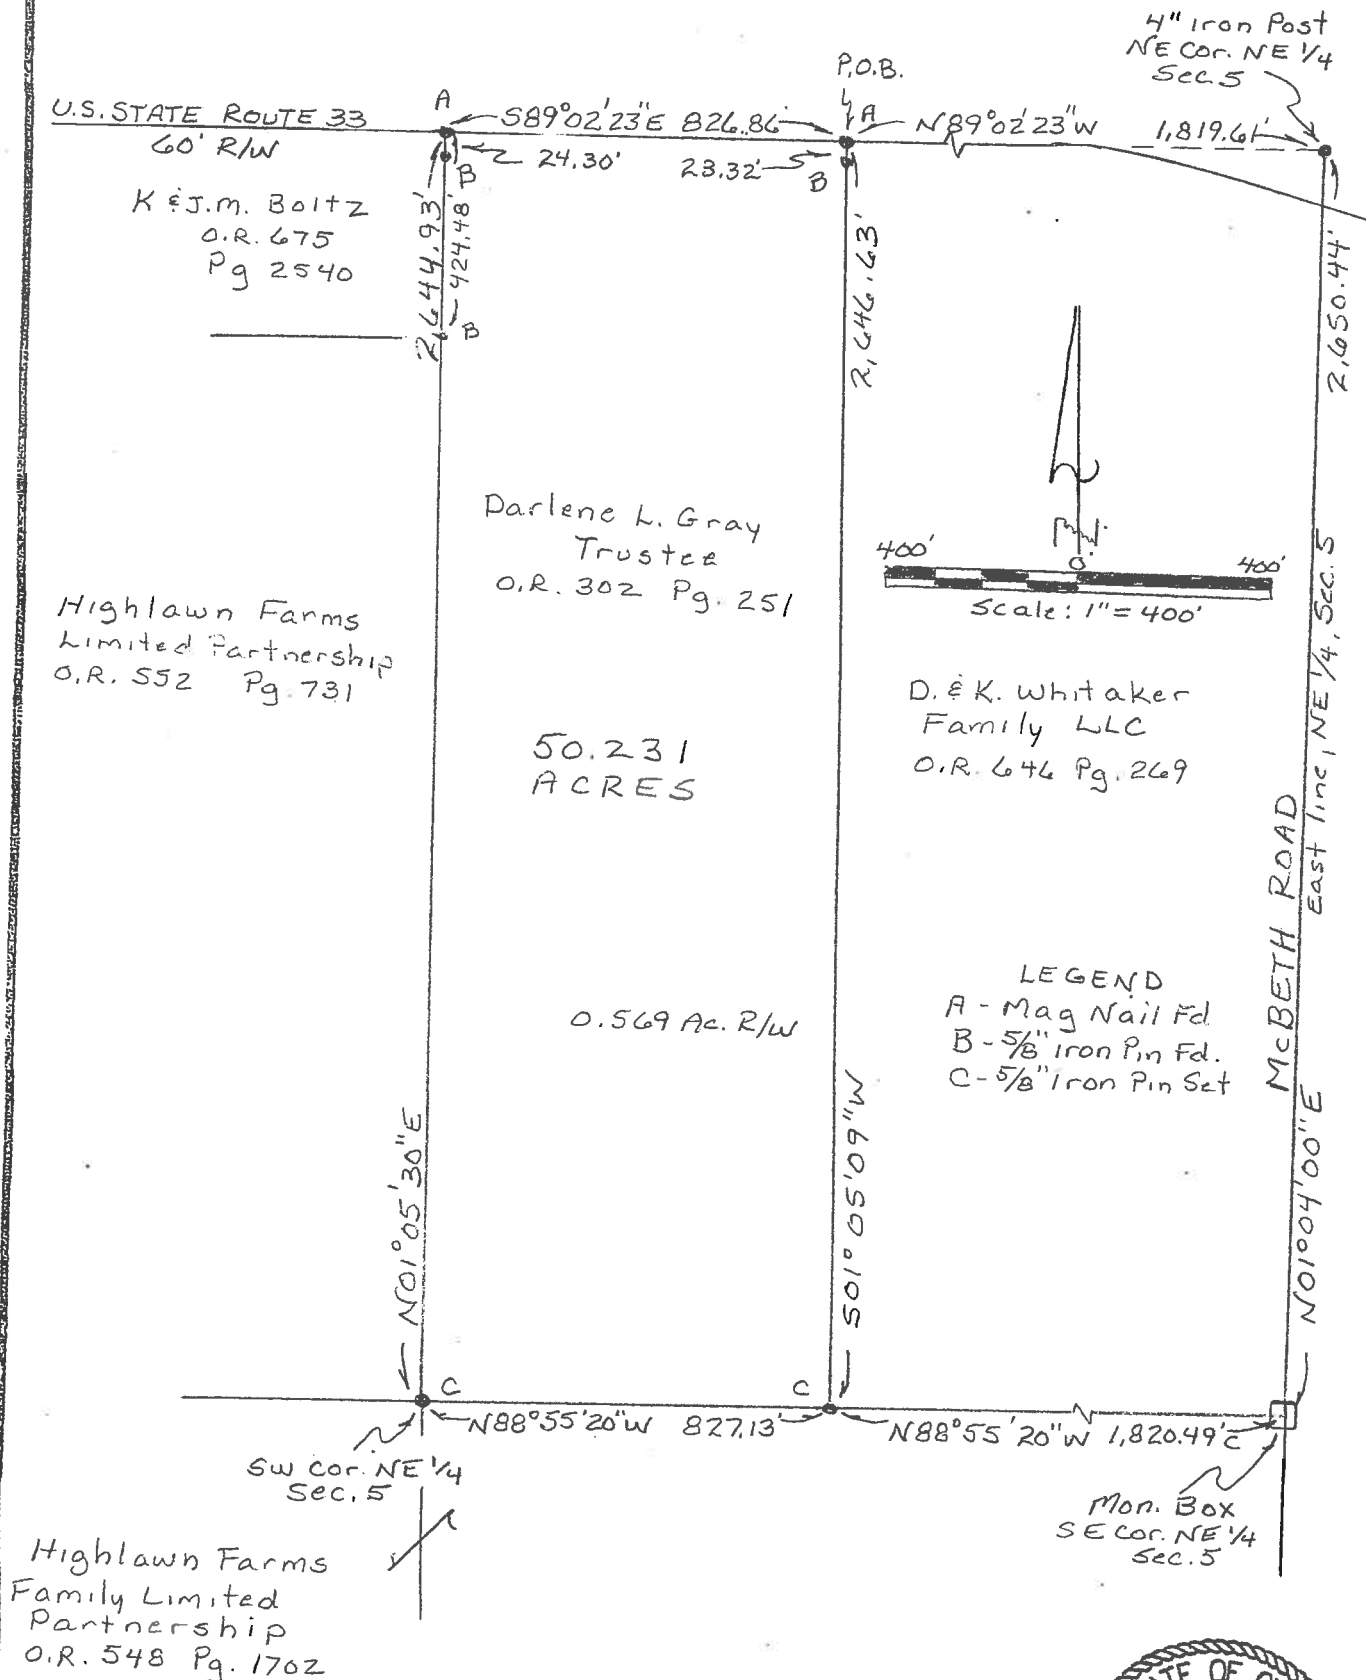 4" Iron Post
NE Cor. NE 1/4
Sec. 5
P.O.B.
U.S. STATE ROUTE 33
60' R/W
A
S89°02'23"E 826.86'
A
N89°02'23"W 1,819.61'
24.30'
23.32'
B
B
K & J.M. Boltz
O.R. 675
Pg 2540
2,644.93'
424.48'
B
2,646.63'
2,650.44'
Darlene L. Gray
Trustee
O.R. 302 Pg. 251
400' 400'
Scale: 1" = 400'
Highlawn Farms
Limited Partnership
O.R. 552 Pg. 731
D. & K. Whitaker
Family LLC
O.R. 646 Pg. 269
50.231
ACRES
East line, NE 1/4, Sec. 5
McBETH ROAD
0.569 Ac. R/W
LEGEND
A - Mag Nail Fd
B - 5/8" Iron Pin Fd.
C - 5/8" Iron Pin Set
N01°05'30"E
S01°05'09"W
N01°04'00"E
C
C
N88°55'20"W 827.13'
N88°55'20"W 1,820.49'C
SW Cor. NE 1/4
Sec. 5
Mon. Box
SE Cor. NE 1/4
Sec. 5
Highlawn Farms
Family Limited
Partnership
O.R. 548 Pg. 1702